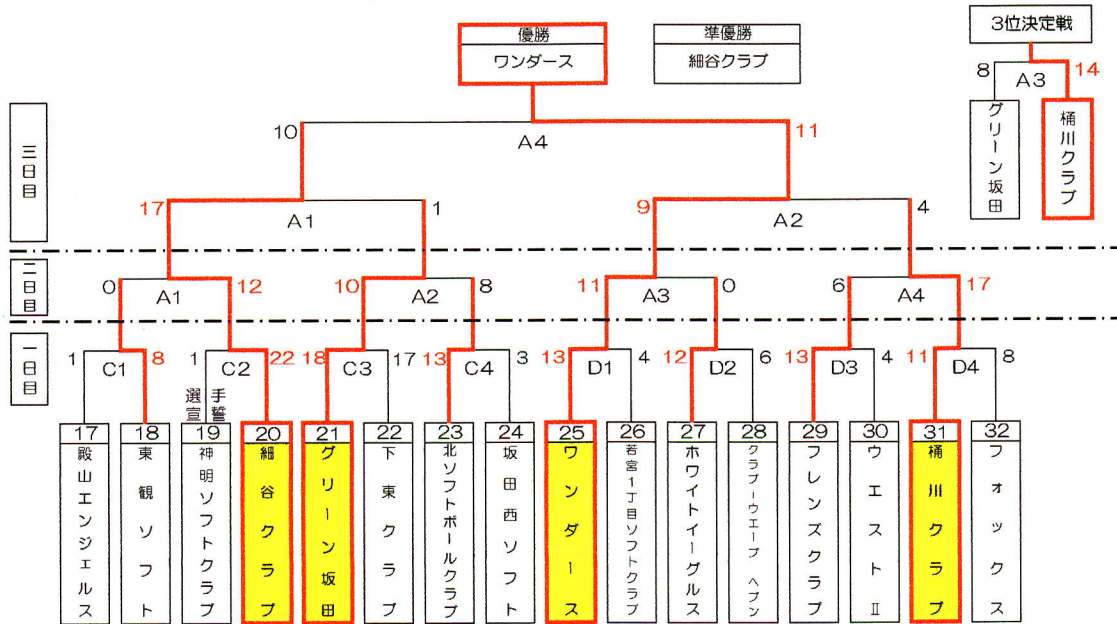 優勝
ワンダース
準優勝
細谷クラブ
3位決定戦
8
A3
14
グリーン坂田
桶川クラブ
三日目
10
A4
11
17
A1
1
9
A2
4
二日目
0
A1
12
10
A2
8
11
A3
0
6
A4
17
一日目
1
C1
8
1
C2
22
18
C3
17
13
C4
3
13
D1
4
12
D2
6
13
D3
4
11
D4
8
選手
宣誓
17
殿山エンジェルス
18
東観ソフト
19
神明ソフトクラブ
20
細谷クラブ
21
グリーン坂田
22
下東クラブ
23
北ソフトボールクラブ
24
坂田西ソフト
25
ワンダース
26
若宮1丁目ソフトクラブ
27
ホワイトイーグルス
28
クラブーウエーブ ヘブン
29
フレンズクラブ
30
ウエストⅡ
31
桶川クラブ
32
フォックス